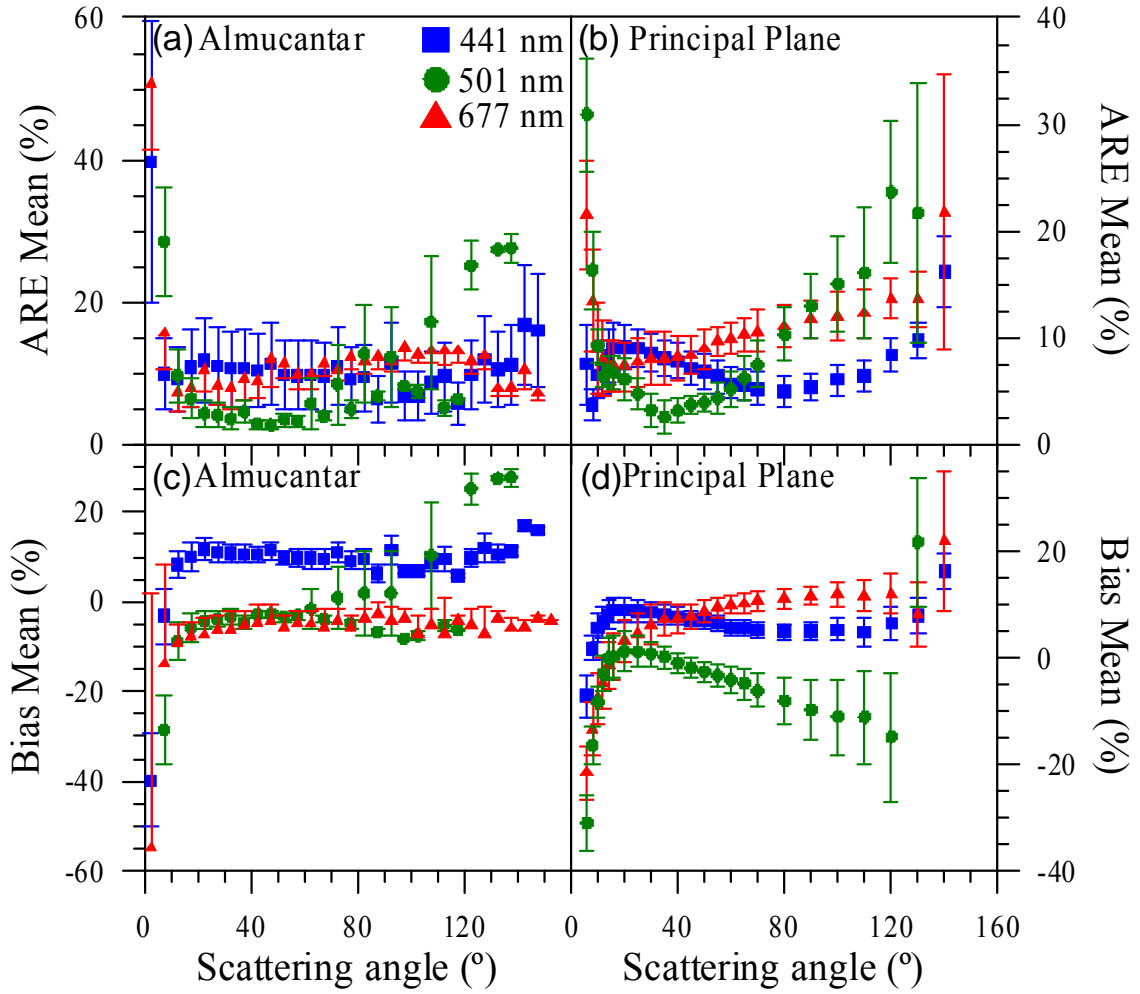 60
40
20
0
ARE Mean (%)
(a) Almucantar
441 nm
501 nm
677 nm
(b) Principal Plane
40
30
20
10
0
ARE Mean (%)
(c) Almucantar
20
0
-20
-40
-60
Bias Mean (%)
(d) Principal Plane
20
0
-20
-40
Bias Mean (%)
0 40 80 120
0 40 80 120 160
Scattering angle (º)
Scattering angle (º)